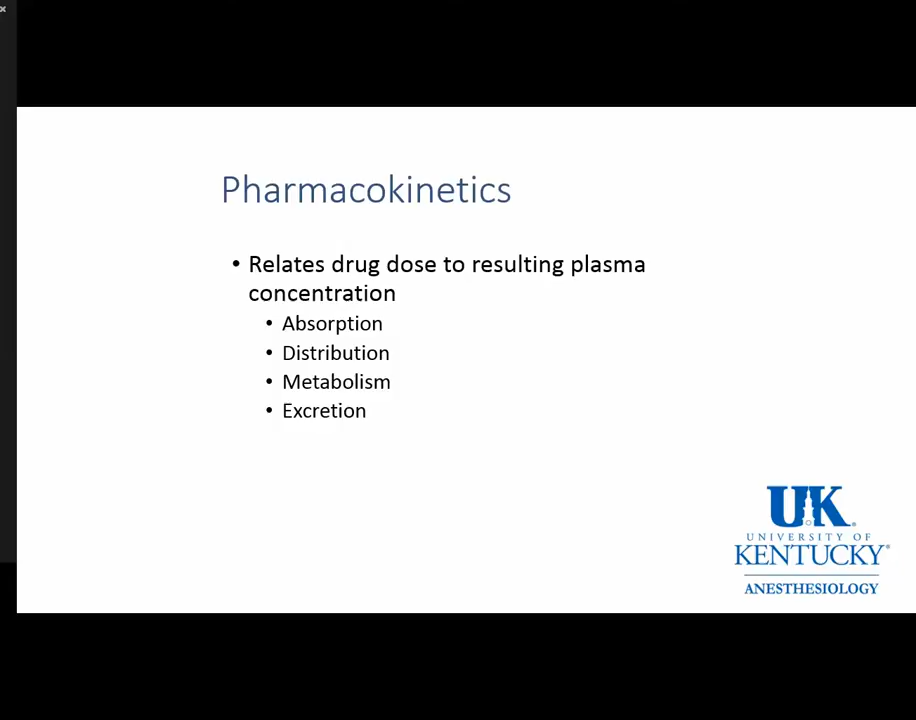 Pharmacokinetics
• Relates drug dose to resulting plasma
concentration
• Absorption
• Distribution
• Metabolism
• Excretion
UK
UNIVERSITY OF
KENTUCKY®
ANESTHESIOLOGY